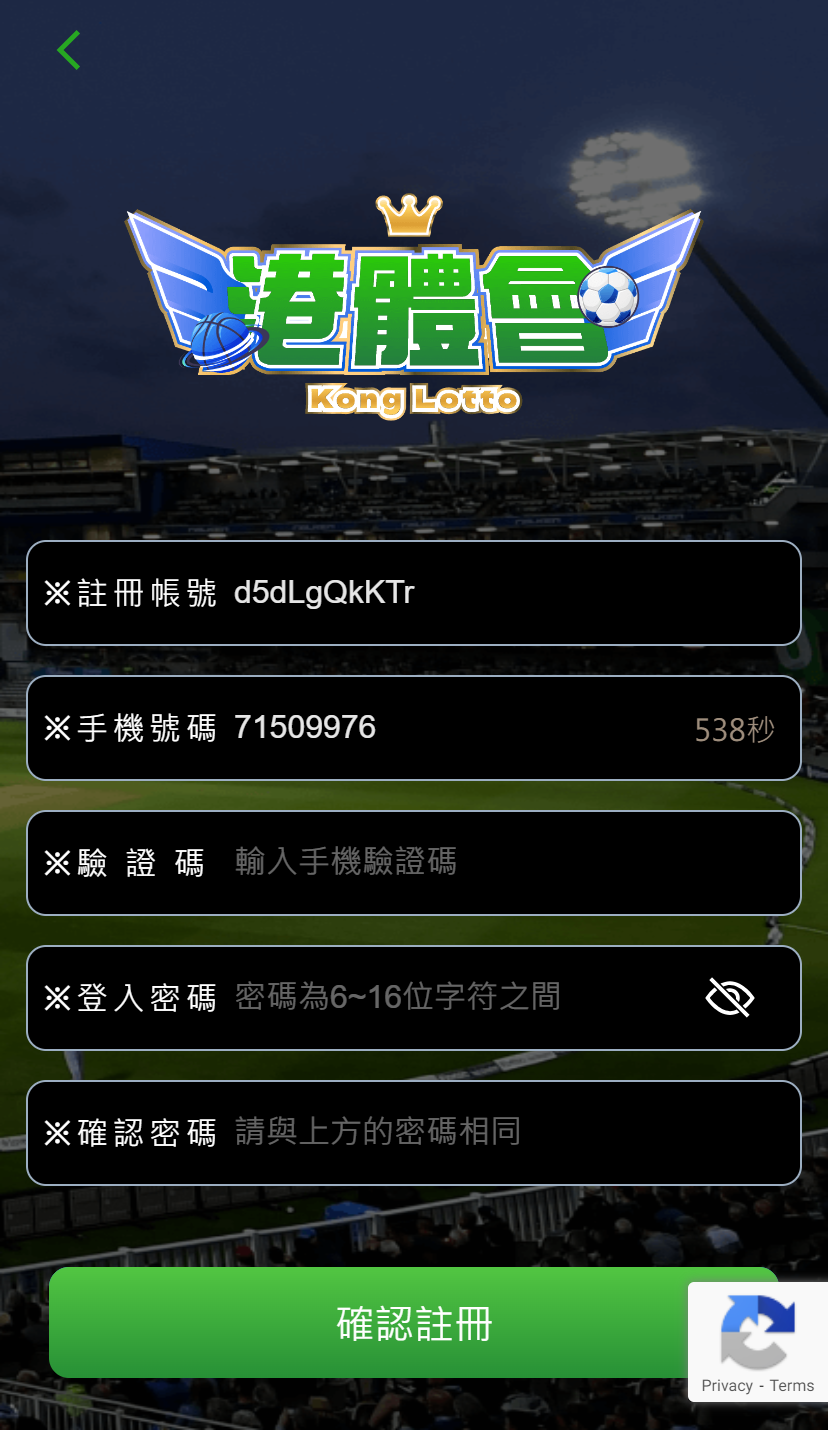 港體會
Kong Lotto
※註冊帳號 d5dLgQkKTr
※手機號碼 71509976 538秒
※驗證碼 輸入手機驗證碼
※登入密碼 密碼為6~16位字符之間
※確認密碼 請與上方的密碼相同
確認註冊
Privacy - Terms